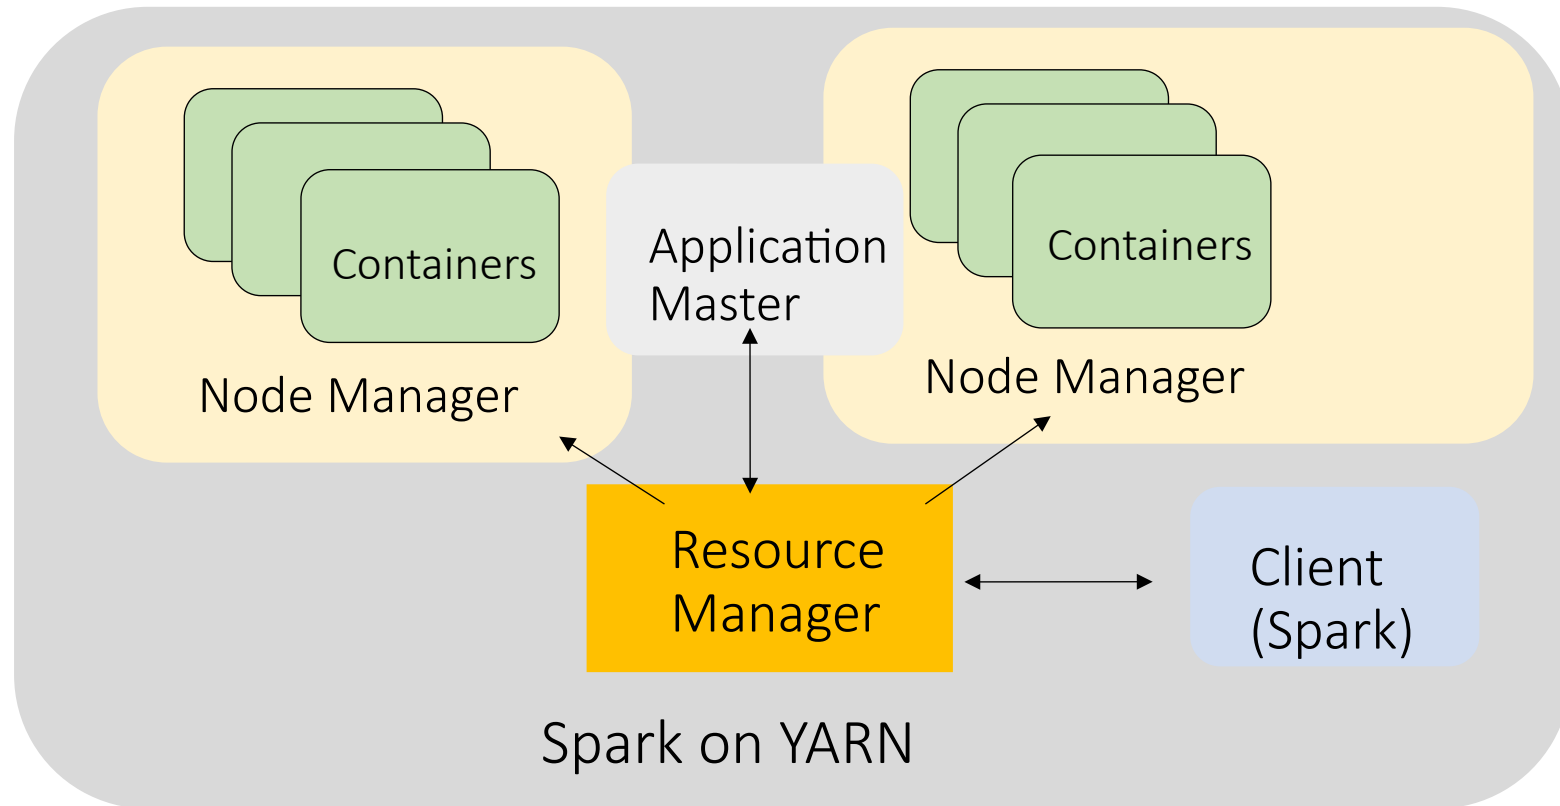 Containers
Node Manager
Application
Master
Containers
Node Manager
Resource
Manager
Client
(Spark)
Spark on YARN